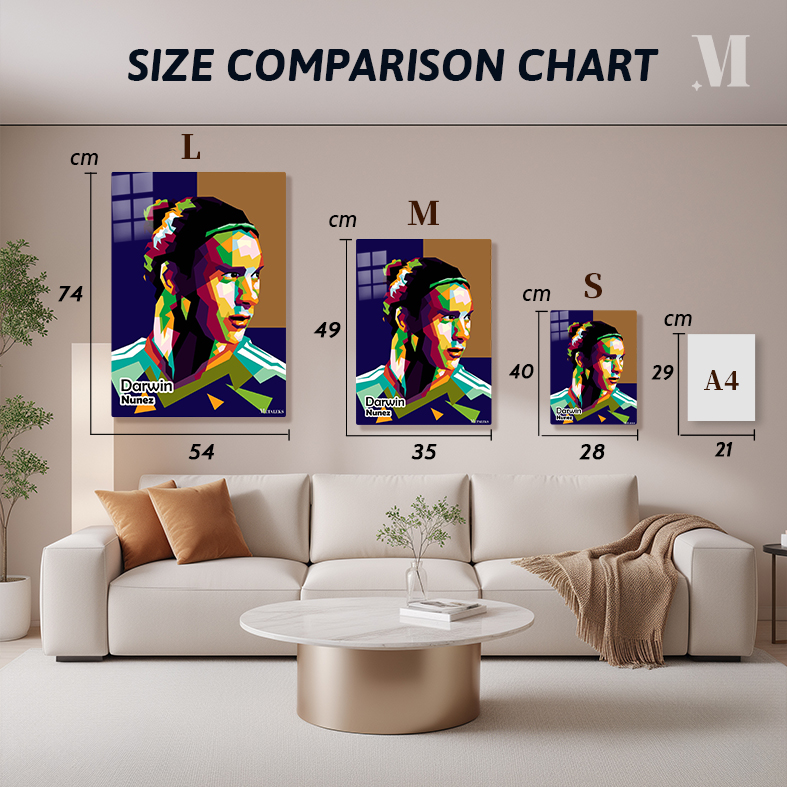 SIZE COMPARISON CHART
M
cm
L
74
54
Darwin
Nunez
cm
M
49
35
Darwin
Nunez
cm
S
40
28
Darwin
Nunez
cm
29
A4
21